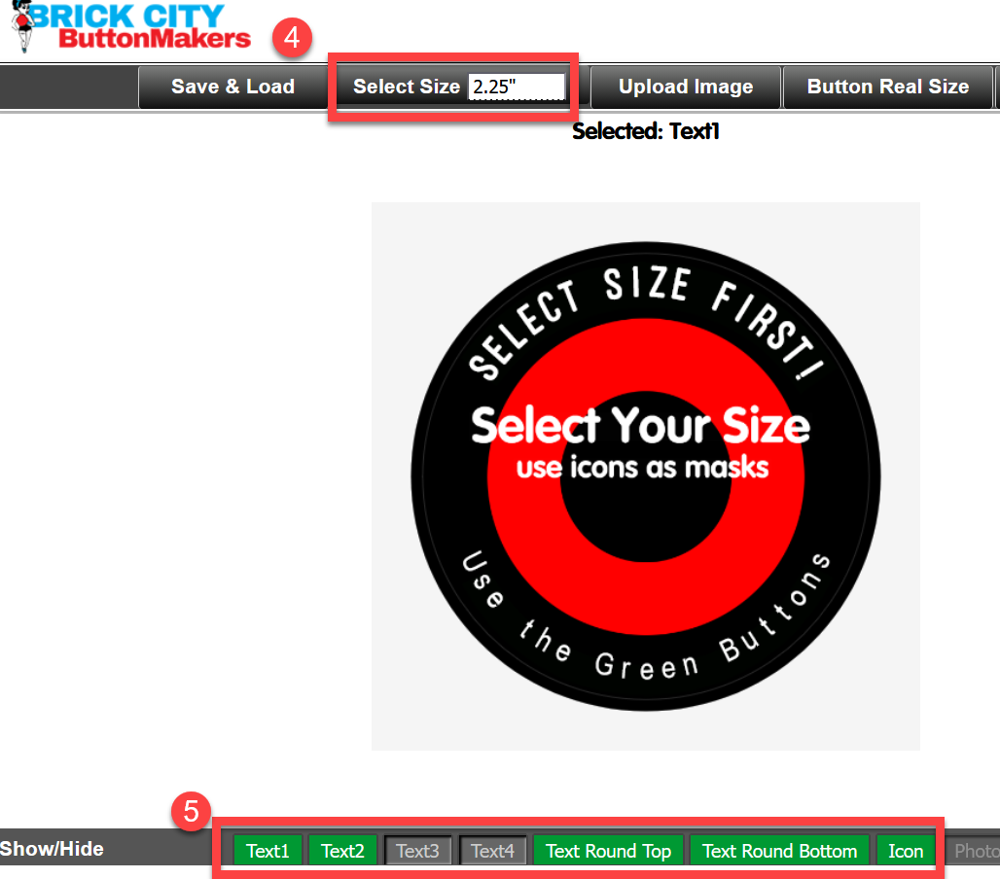 BRICK CITY
ButtonMakers
4
Save & Load
Select Size 2.25"
Upload Image
Button Real Size
Selected: Text1
SELECT SIZE FIRST!
Select Your Size
use icons as masks
Use the Green Buttons
5
Show/Hide
Text1
Text2
Text3
Text4
Text Round Top
Text Round Bottom
Icon
Photo